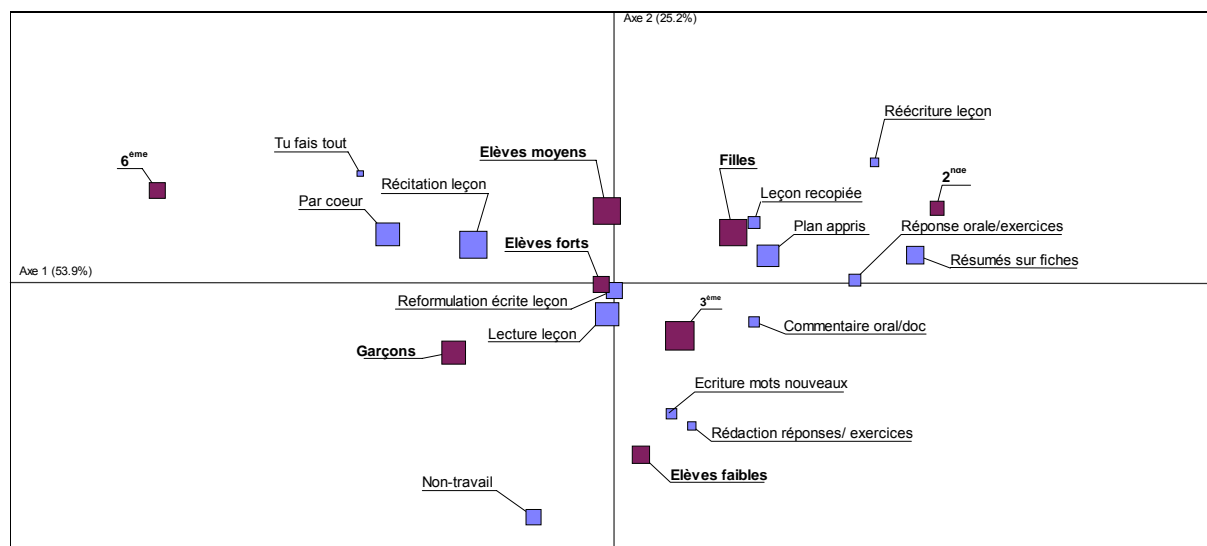 Axe 2 (25.2%)
Réécriture leçon
Tu fais tout
Elèves moyens
Filles
6ème
2nde
Récitation leçon
Leçon recopiée
Par coeur
Plan appris
Réponse orale/exercices
Elèves forts
Résumés sur fiches
Axe 1 (53.9%)
Reformulation écrite leçon
3ème
Lecture leçon
Commentaire oral/doc
Garçons
Ecriture mots nouveaux
Rédaction réponses/ exercices
Elèves faibles
Non-travail